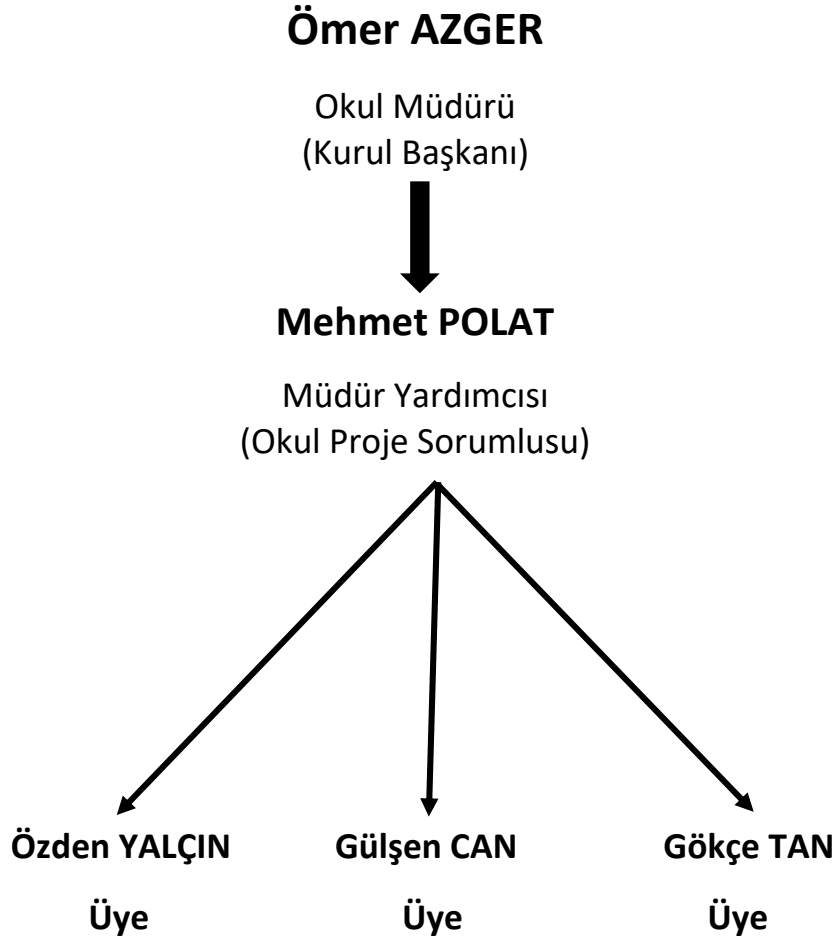 Ömer AZGER
Okul Müdürü
(Kurul Başkanı)
Mehmet POLAT
Müdür Yardımcısı
(Okul Proje Sorumlusu)
Özden YALÇIN Gülşen CAN Gökçe TAN
Üye Üye Üye